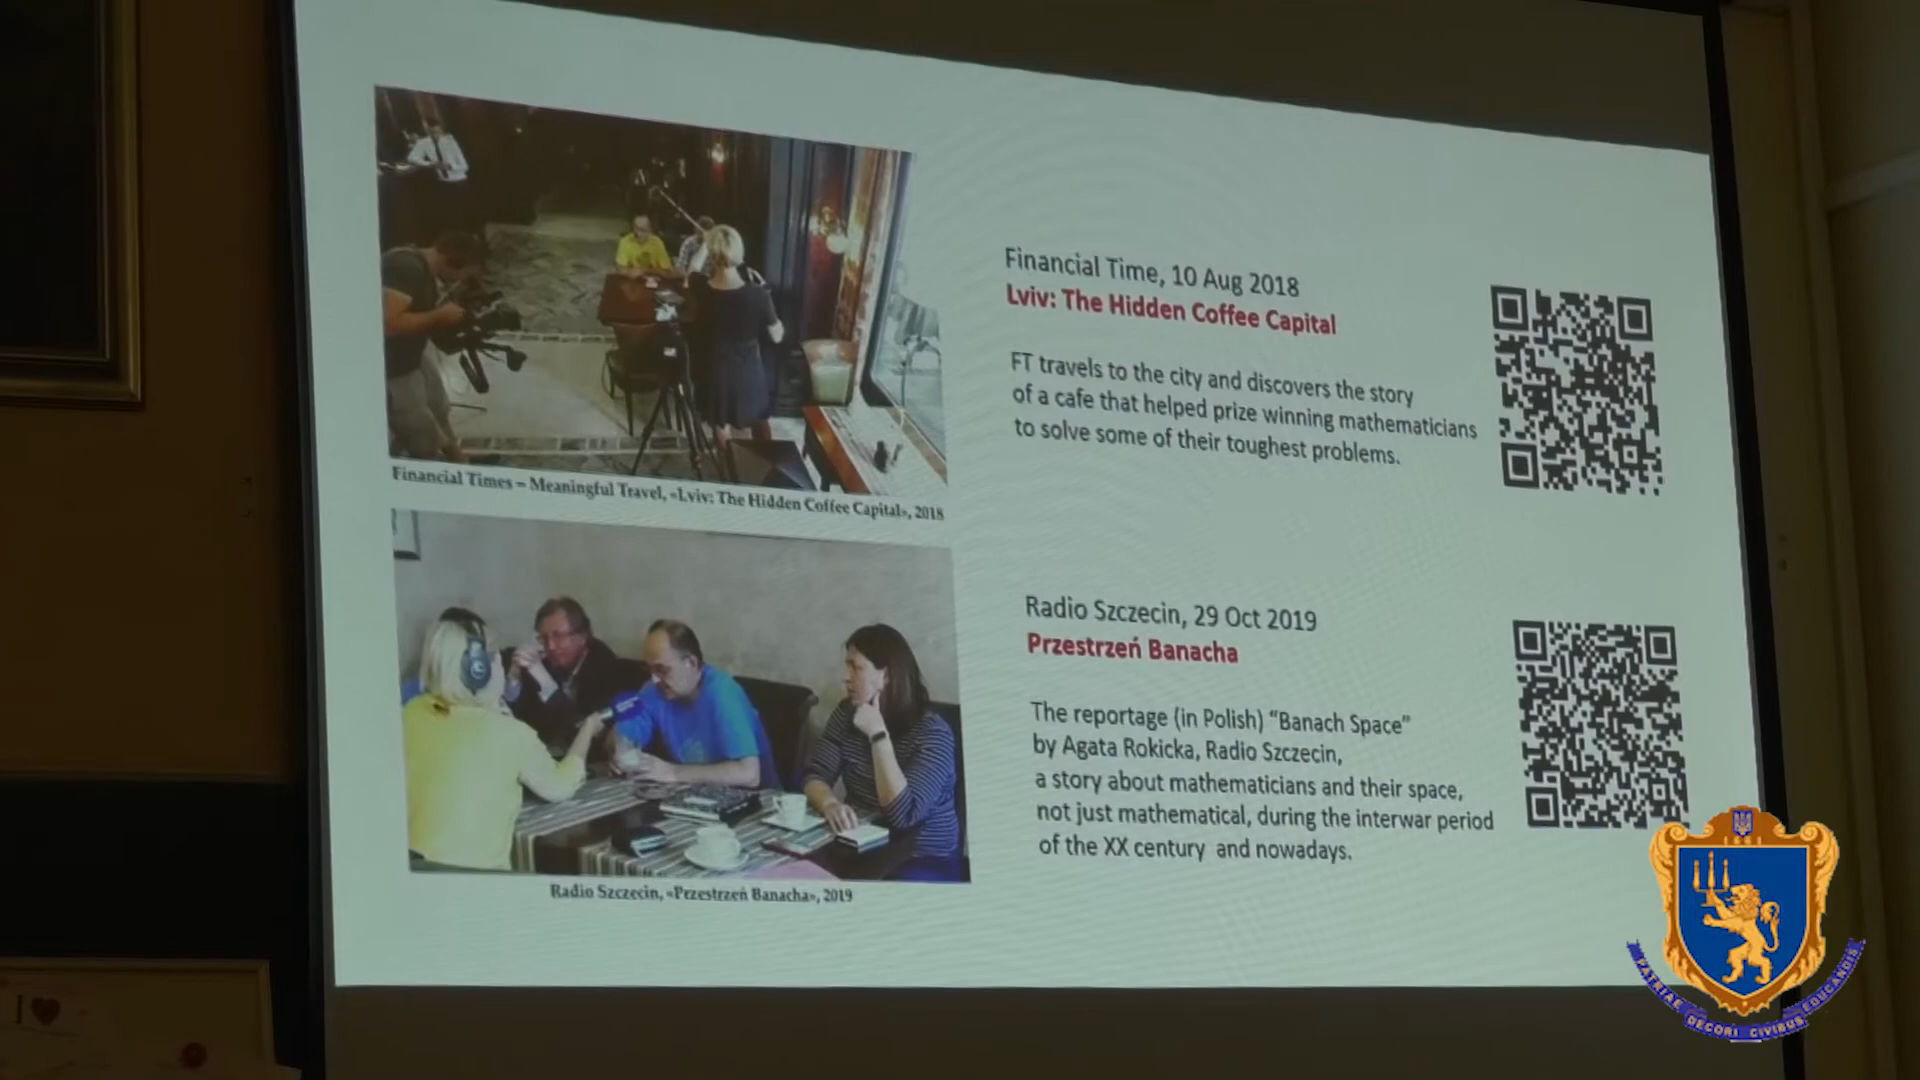 Financial Times – Meaningful Travel, «Lviv: The Hidden Coffee Capital», 2018
Radio Szczecin, «Przestrzeń Banacha», 2019
Financial Time, 10 Aug 2018
Lviv: The Hidden Coffee Capital
FT travels to the city and discovers the story
of a cafe that helped prize winning mathematicians
to solve some of their toughest problems.
Radio Szczecin, 29 Oct 2019
Przestrzeń Banacha
The reportage (in Polish) “Banach Space”
by Agata Rokicka, Radio Szczecin,
a story about mathematicians and their space,
not just mathematical, during the interwar period
of the XX century and nowadays.
PATRIAE DECORI CIVIBUS EDUCANDIS
I